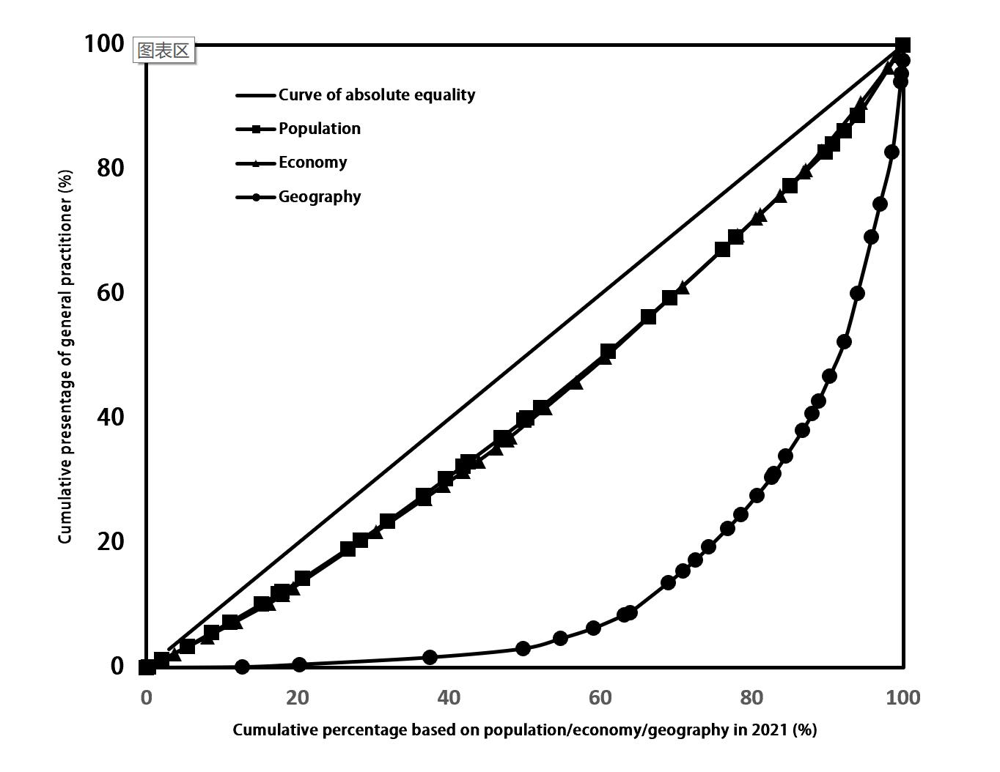 100
图表区
Curve of absolute equality
Population
Economy
Geography
80
60
40
20
0
Cumulative presentage of general practitioner (%)
0 20 40 60 80 100
Cumulative percentage based on population/economy/geography in 2021 (%)